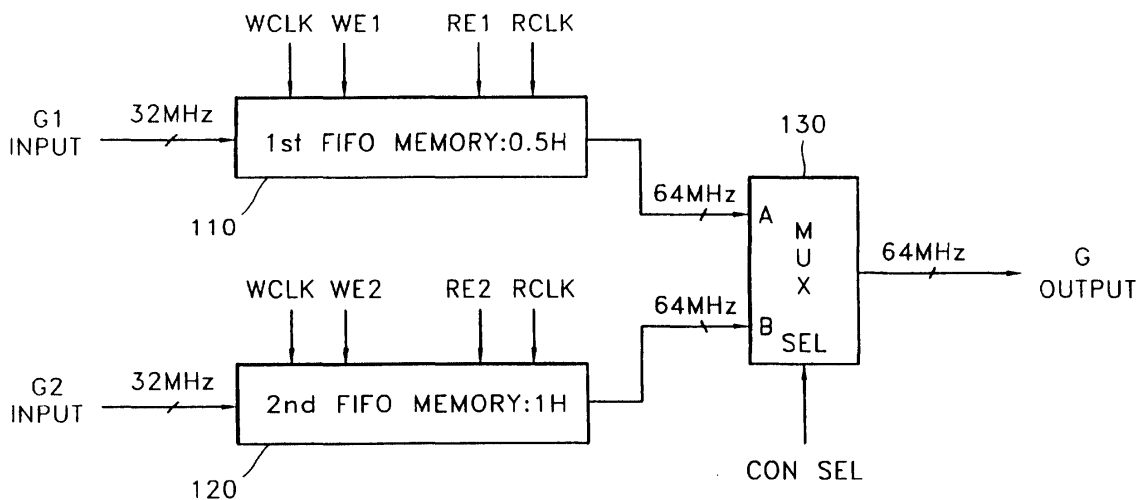 WCLK WE1 RE1 RCLK
G1
INPUT
32MHz
1st FIFO MEMORY:0.5H
110
130
64MHz
A
MUX
64MHz
G
OUTPUT
WCLK WE2 RE2 RCLK
64MHz
B
SEL
G2
INPUT
32MHz
2nd FIFO MEMORY:1H
120
CON SEL